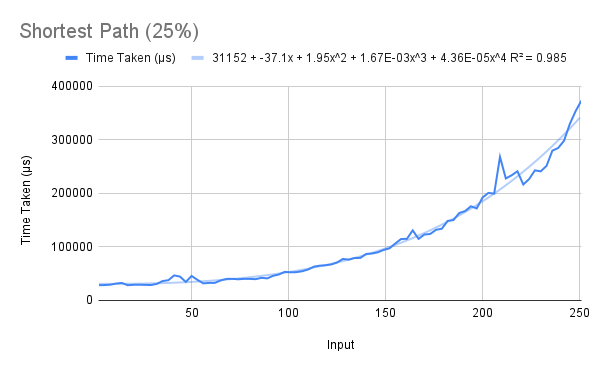 Shortest Path (25%)
Time Taken (µs) 31152 + -37.1x + 1.95x^2 + 1.67E-03x^3 + 4.36E-05x^4 R² = 0.985
400000
300000
200000
100000
0
Time Taken (µs)
50 100 150 200 250
Input